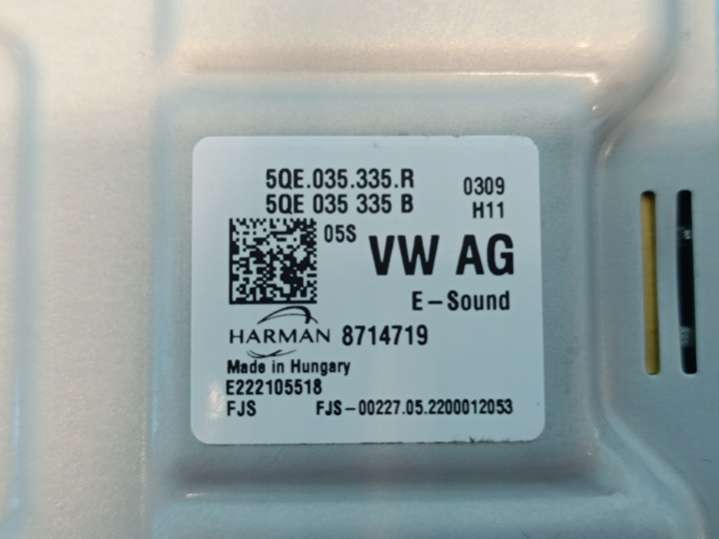 5QE.035.335.R 0309
5QE 035 335 B H11
05S VW AG
E-Sound
HARMAN 8714719
Made in Hungary
E222105518
FJS FJS-00227.05.2200012053